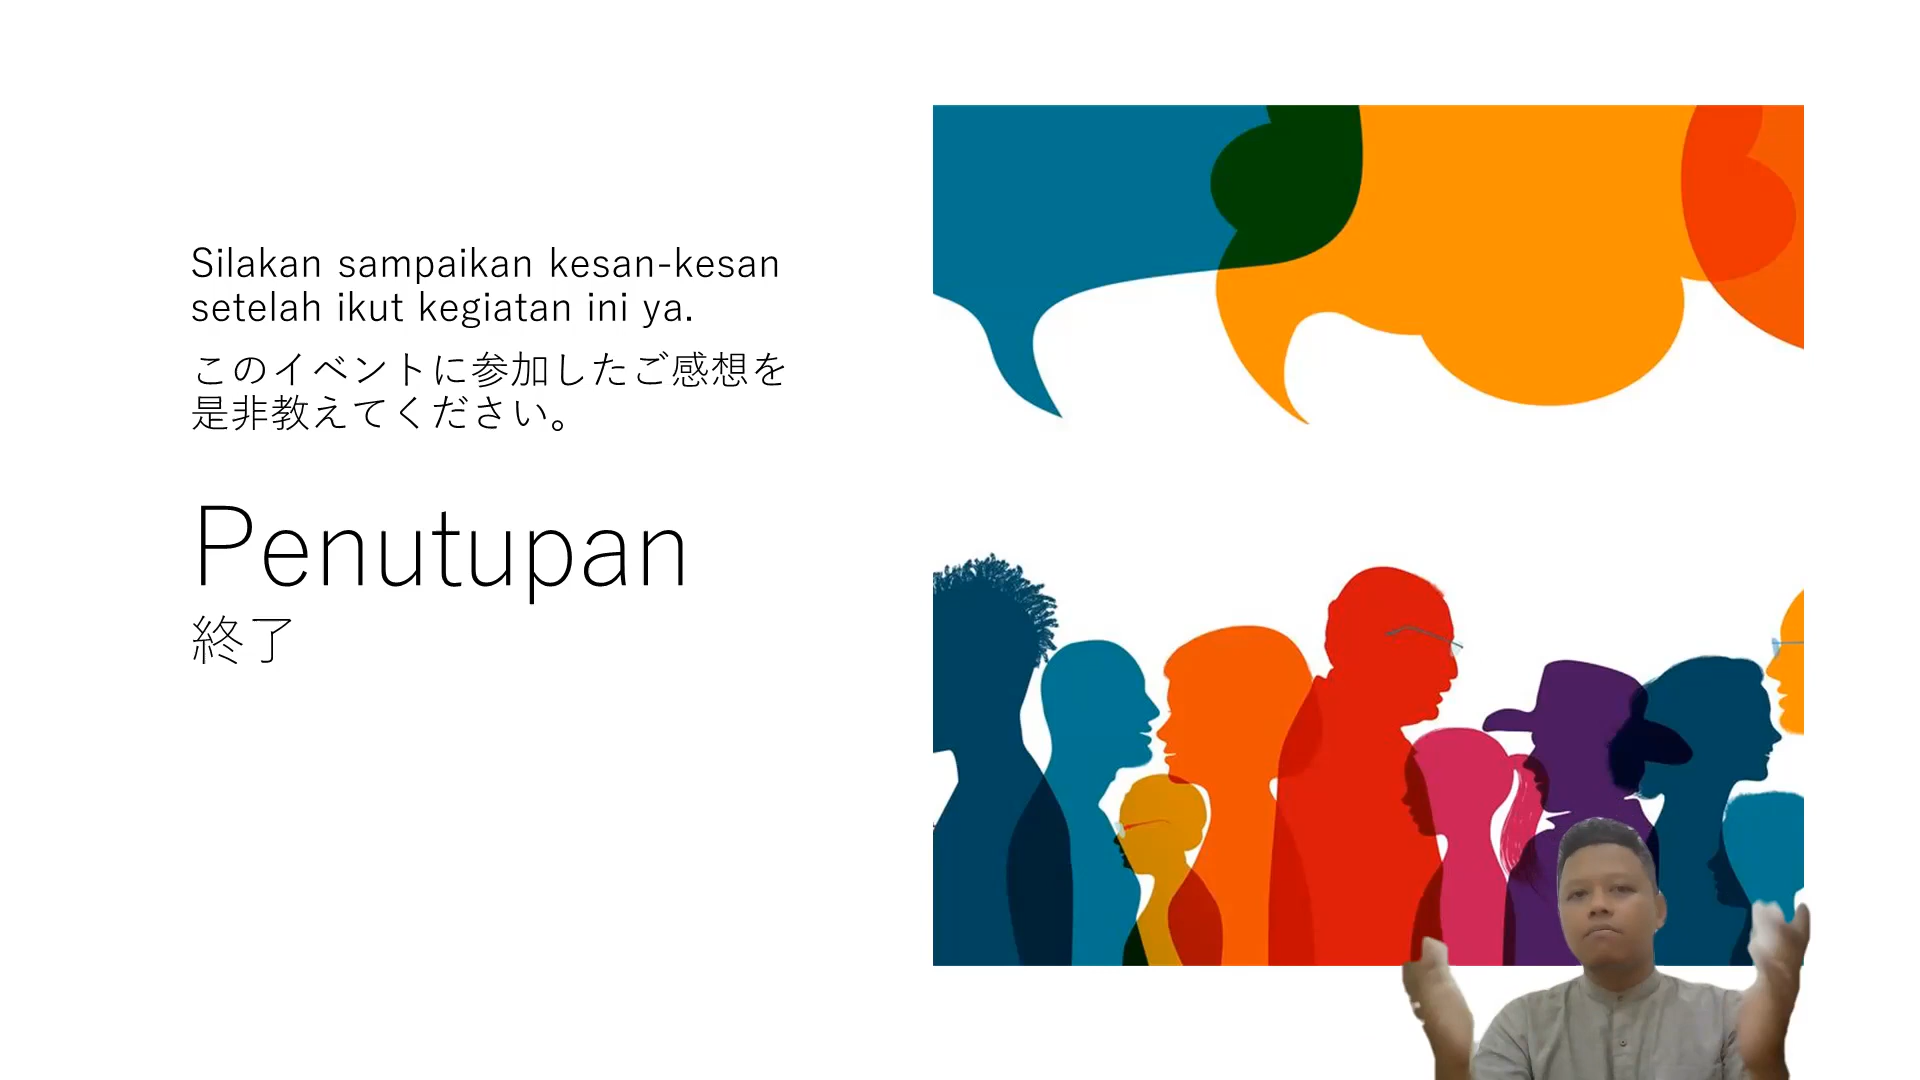 Silakan sampaikan kesan-kesan
setelah ikut kegiatan ini ya.
このイベントに参加したご感想を
是非教えてください。
Penutupan
終了